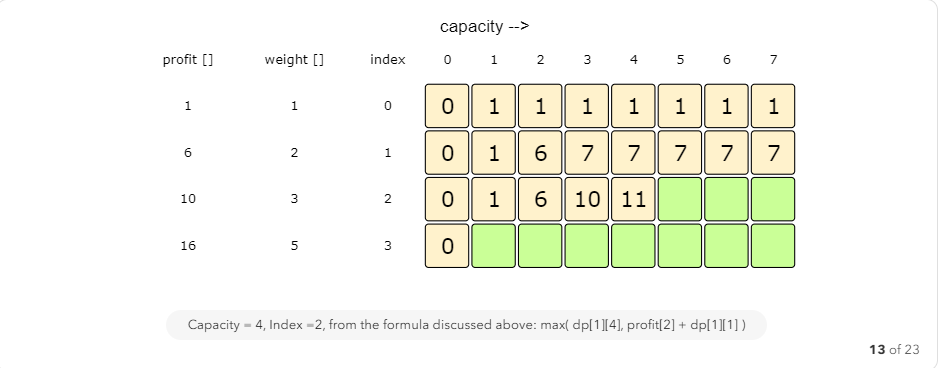 capacity -->
profit [] weight [] index 0 1 2 3 4 5 6 7
1 1 0 0 1 1 1 1 1 1 1
6 2 1 0 1 6 7 7 7 7 7
10 3 2 0 1 6 10 11
16 5 3 0
Capacity = 4, Index =2, from the formula discussed above: max( dp[1][4], profit[2] + dp[1][1] )
13 of 23